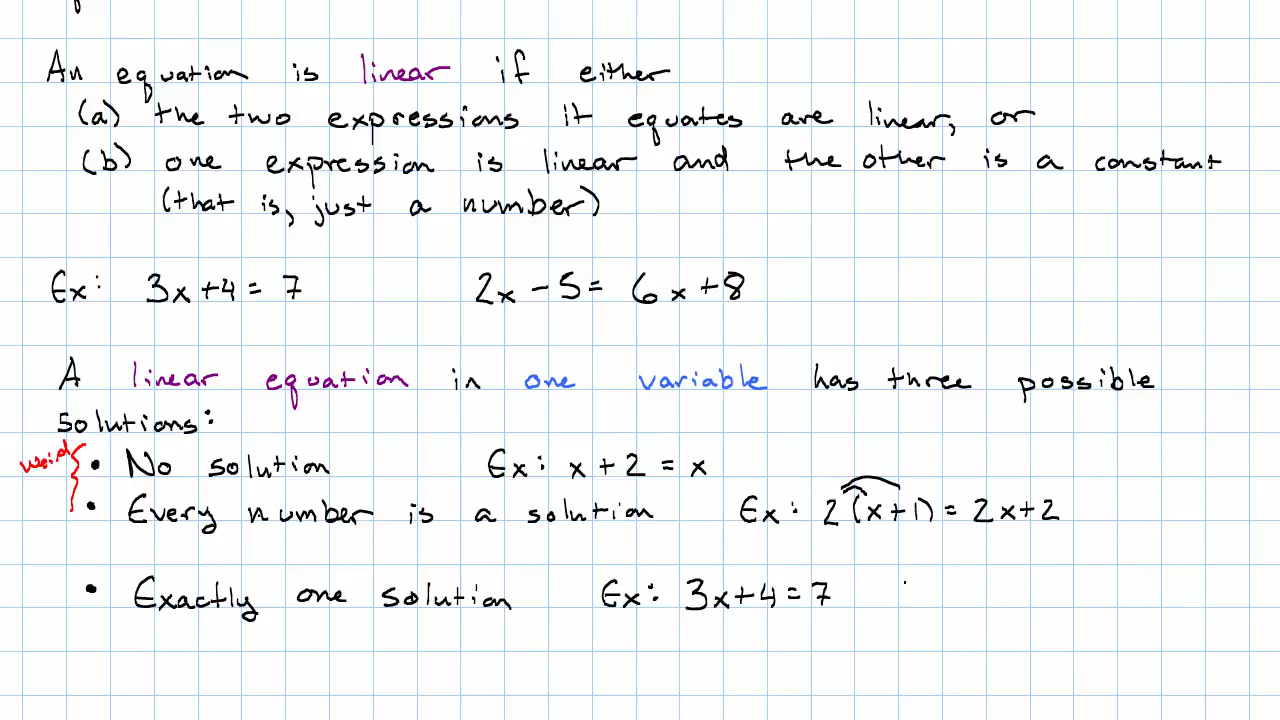 An equation is linear if either
(a) the two expressions it equates are linear, or
(b) one expression is linear and the other is a constant
(that is, just a number)
Ex: 3x+4 = 7 2x - 5 = 6x + 8
A linear equation in one variable has three possible
solutions:
weird
• No solution Ex: x + 2 = x
• Every number is a solution Ex: 2(x+1) = 2x+2
• Exactly one solution Ex: 3x+4 = 7